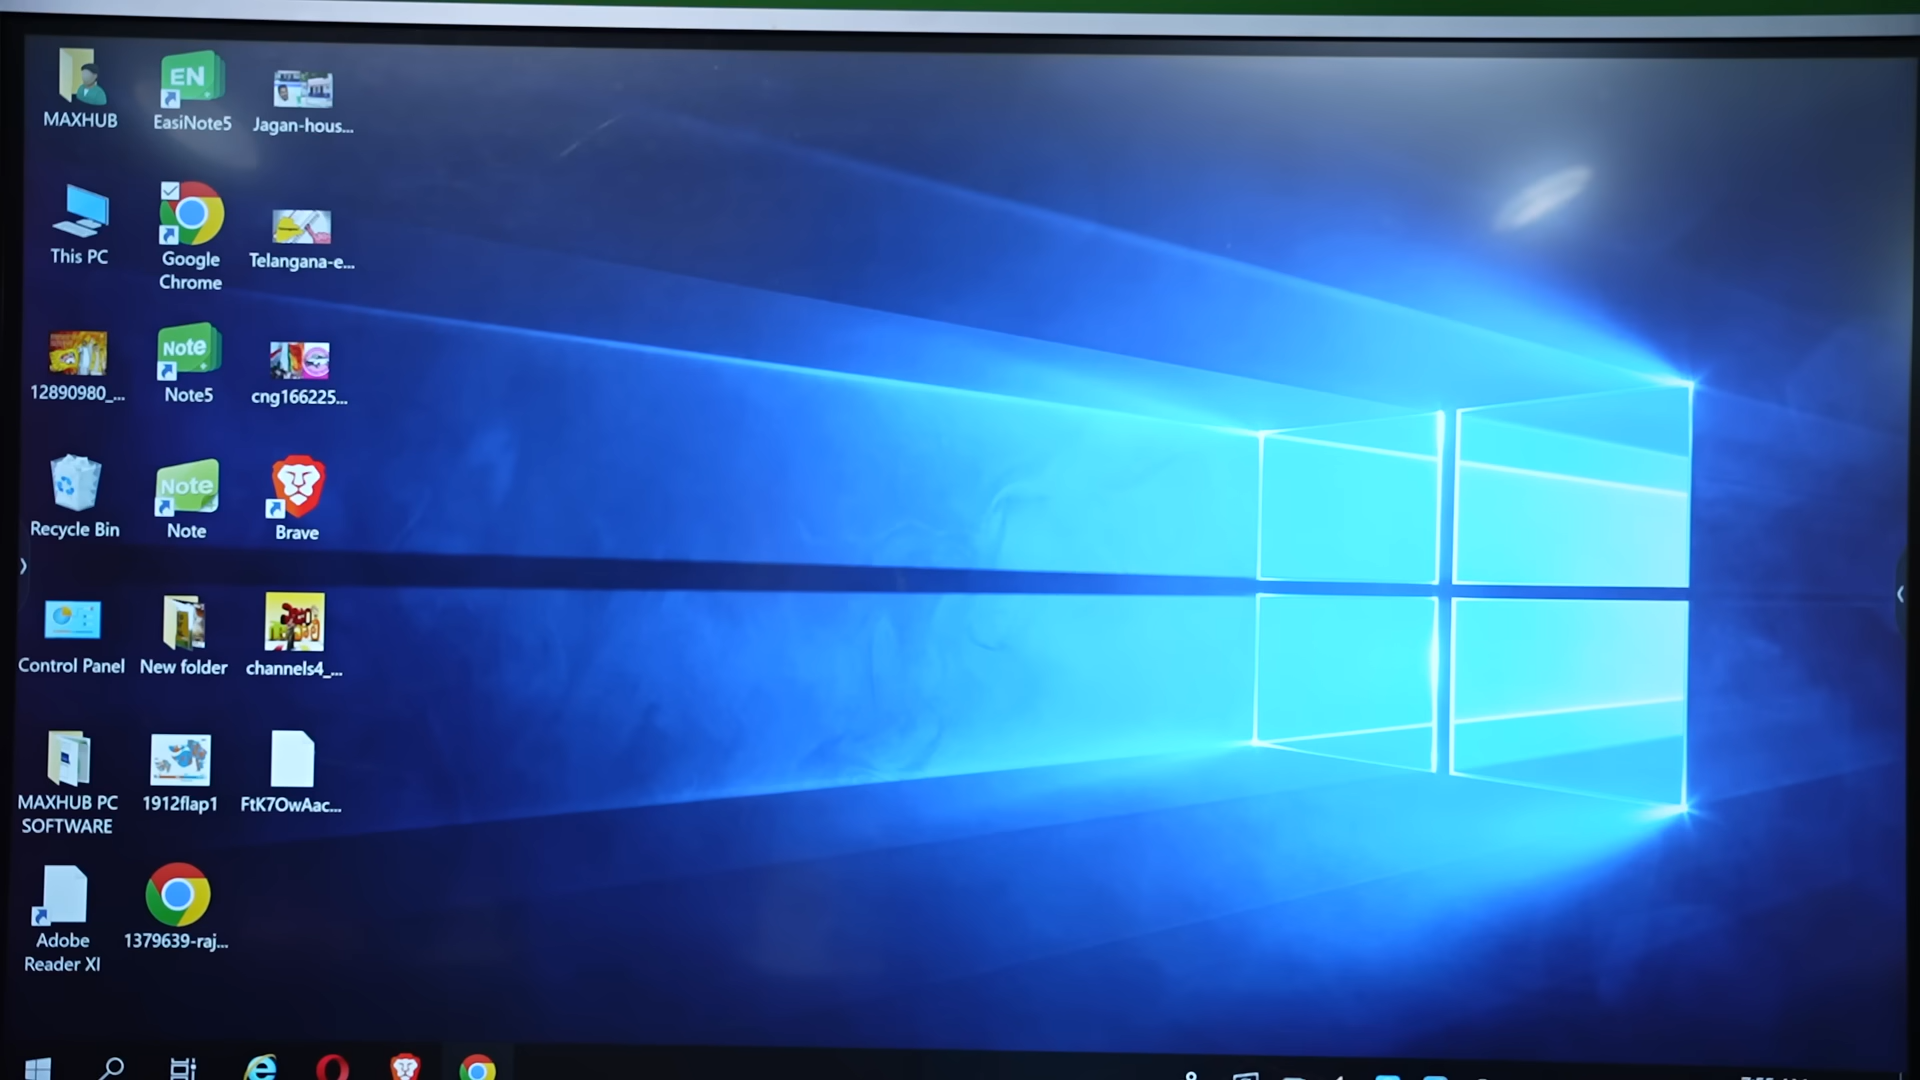 MAXHUB
EN
EasiNote5
Jagan-hous...
This PC
Google
Chrome
Telangana-e...
12890980_...
Note
Note5
cng166225...
Recycle Bin
Note
Note
Brave
Control Panel
New folder
channels4_...
MAXHUB PC
SOFTWARE
1912flap1
FtK7OwAac...
Adobe
Reader XI
1379639-raj...